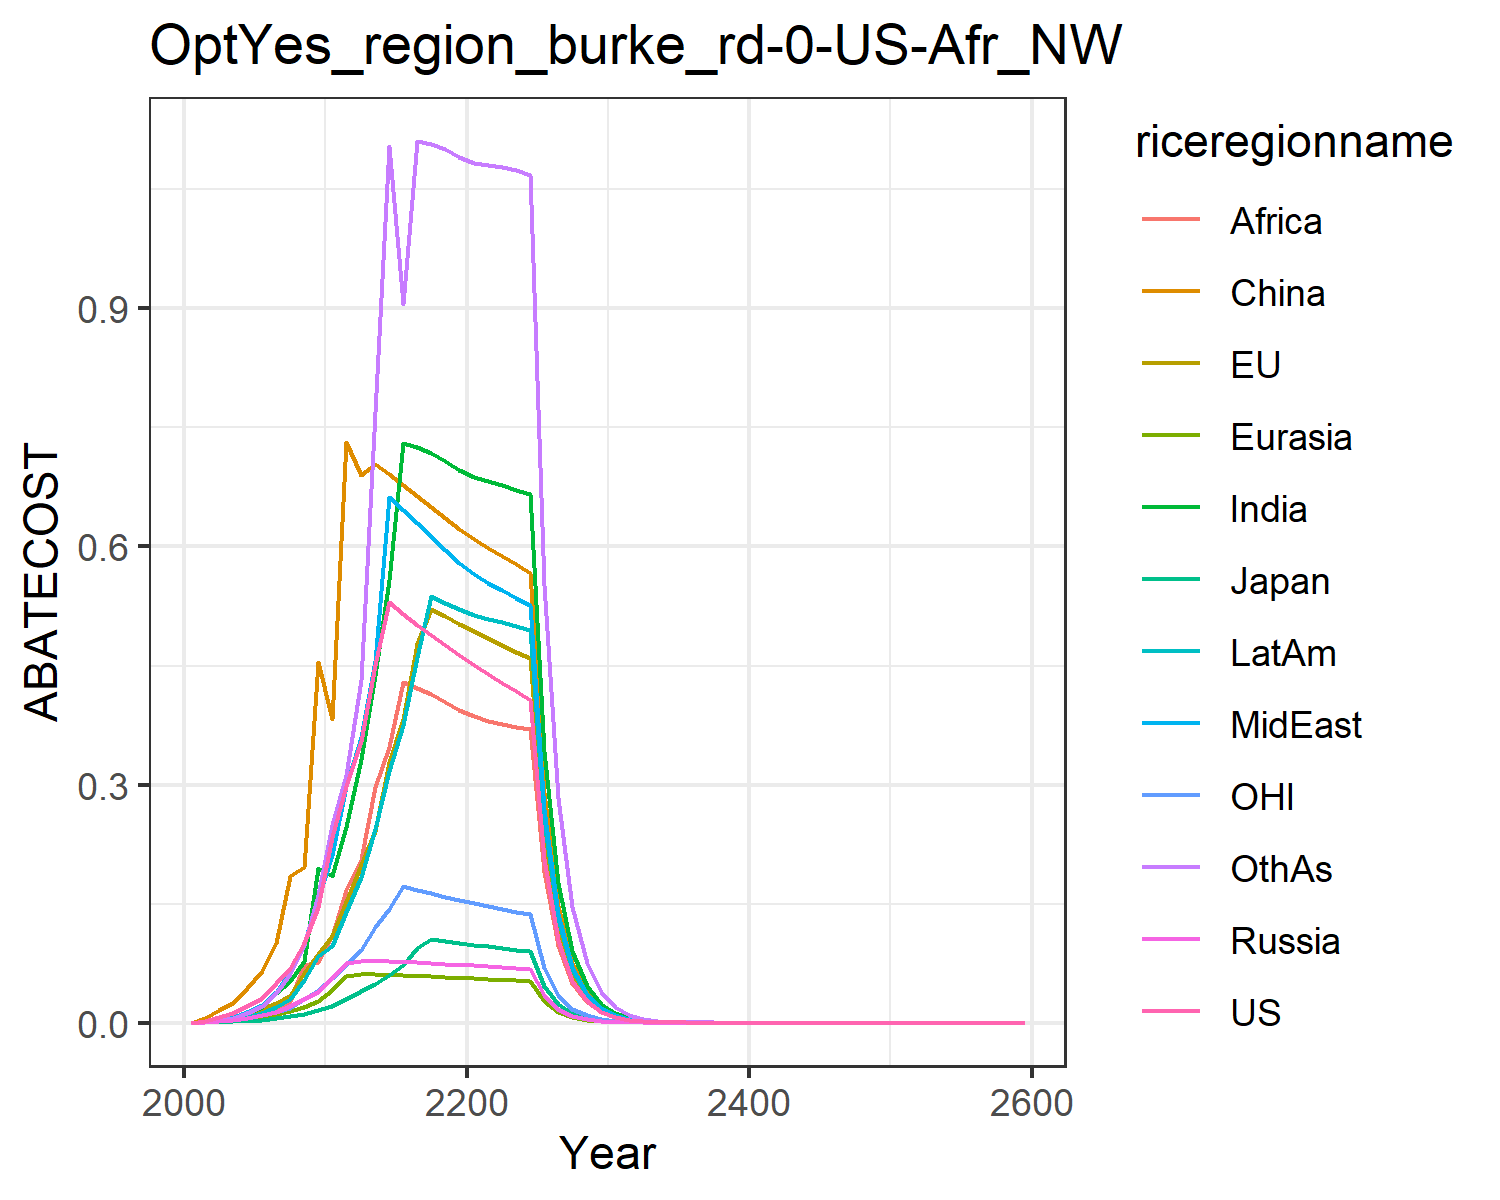 OptYes_region_burke_rd-0-US-Afr_NW
riceregionname
Africa
China
EU
Eurasia
India
Japan
LatAm
MidEast
OHI
OthAs
Russia
US
ABATECOST
0.9
0.6
0.3
0.0
2000
2200
2400
2600
Year